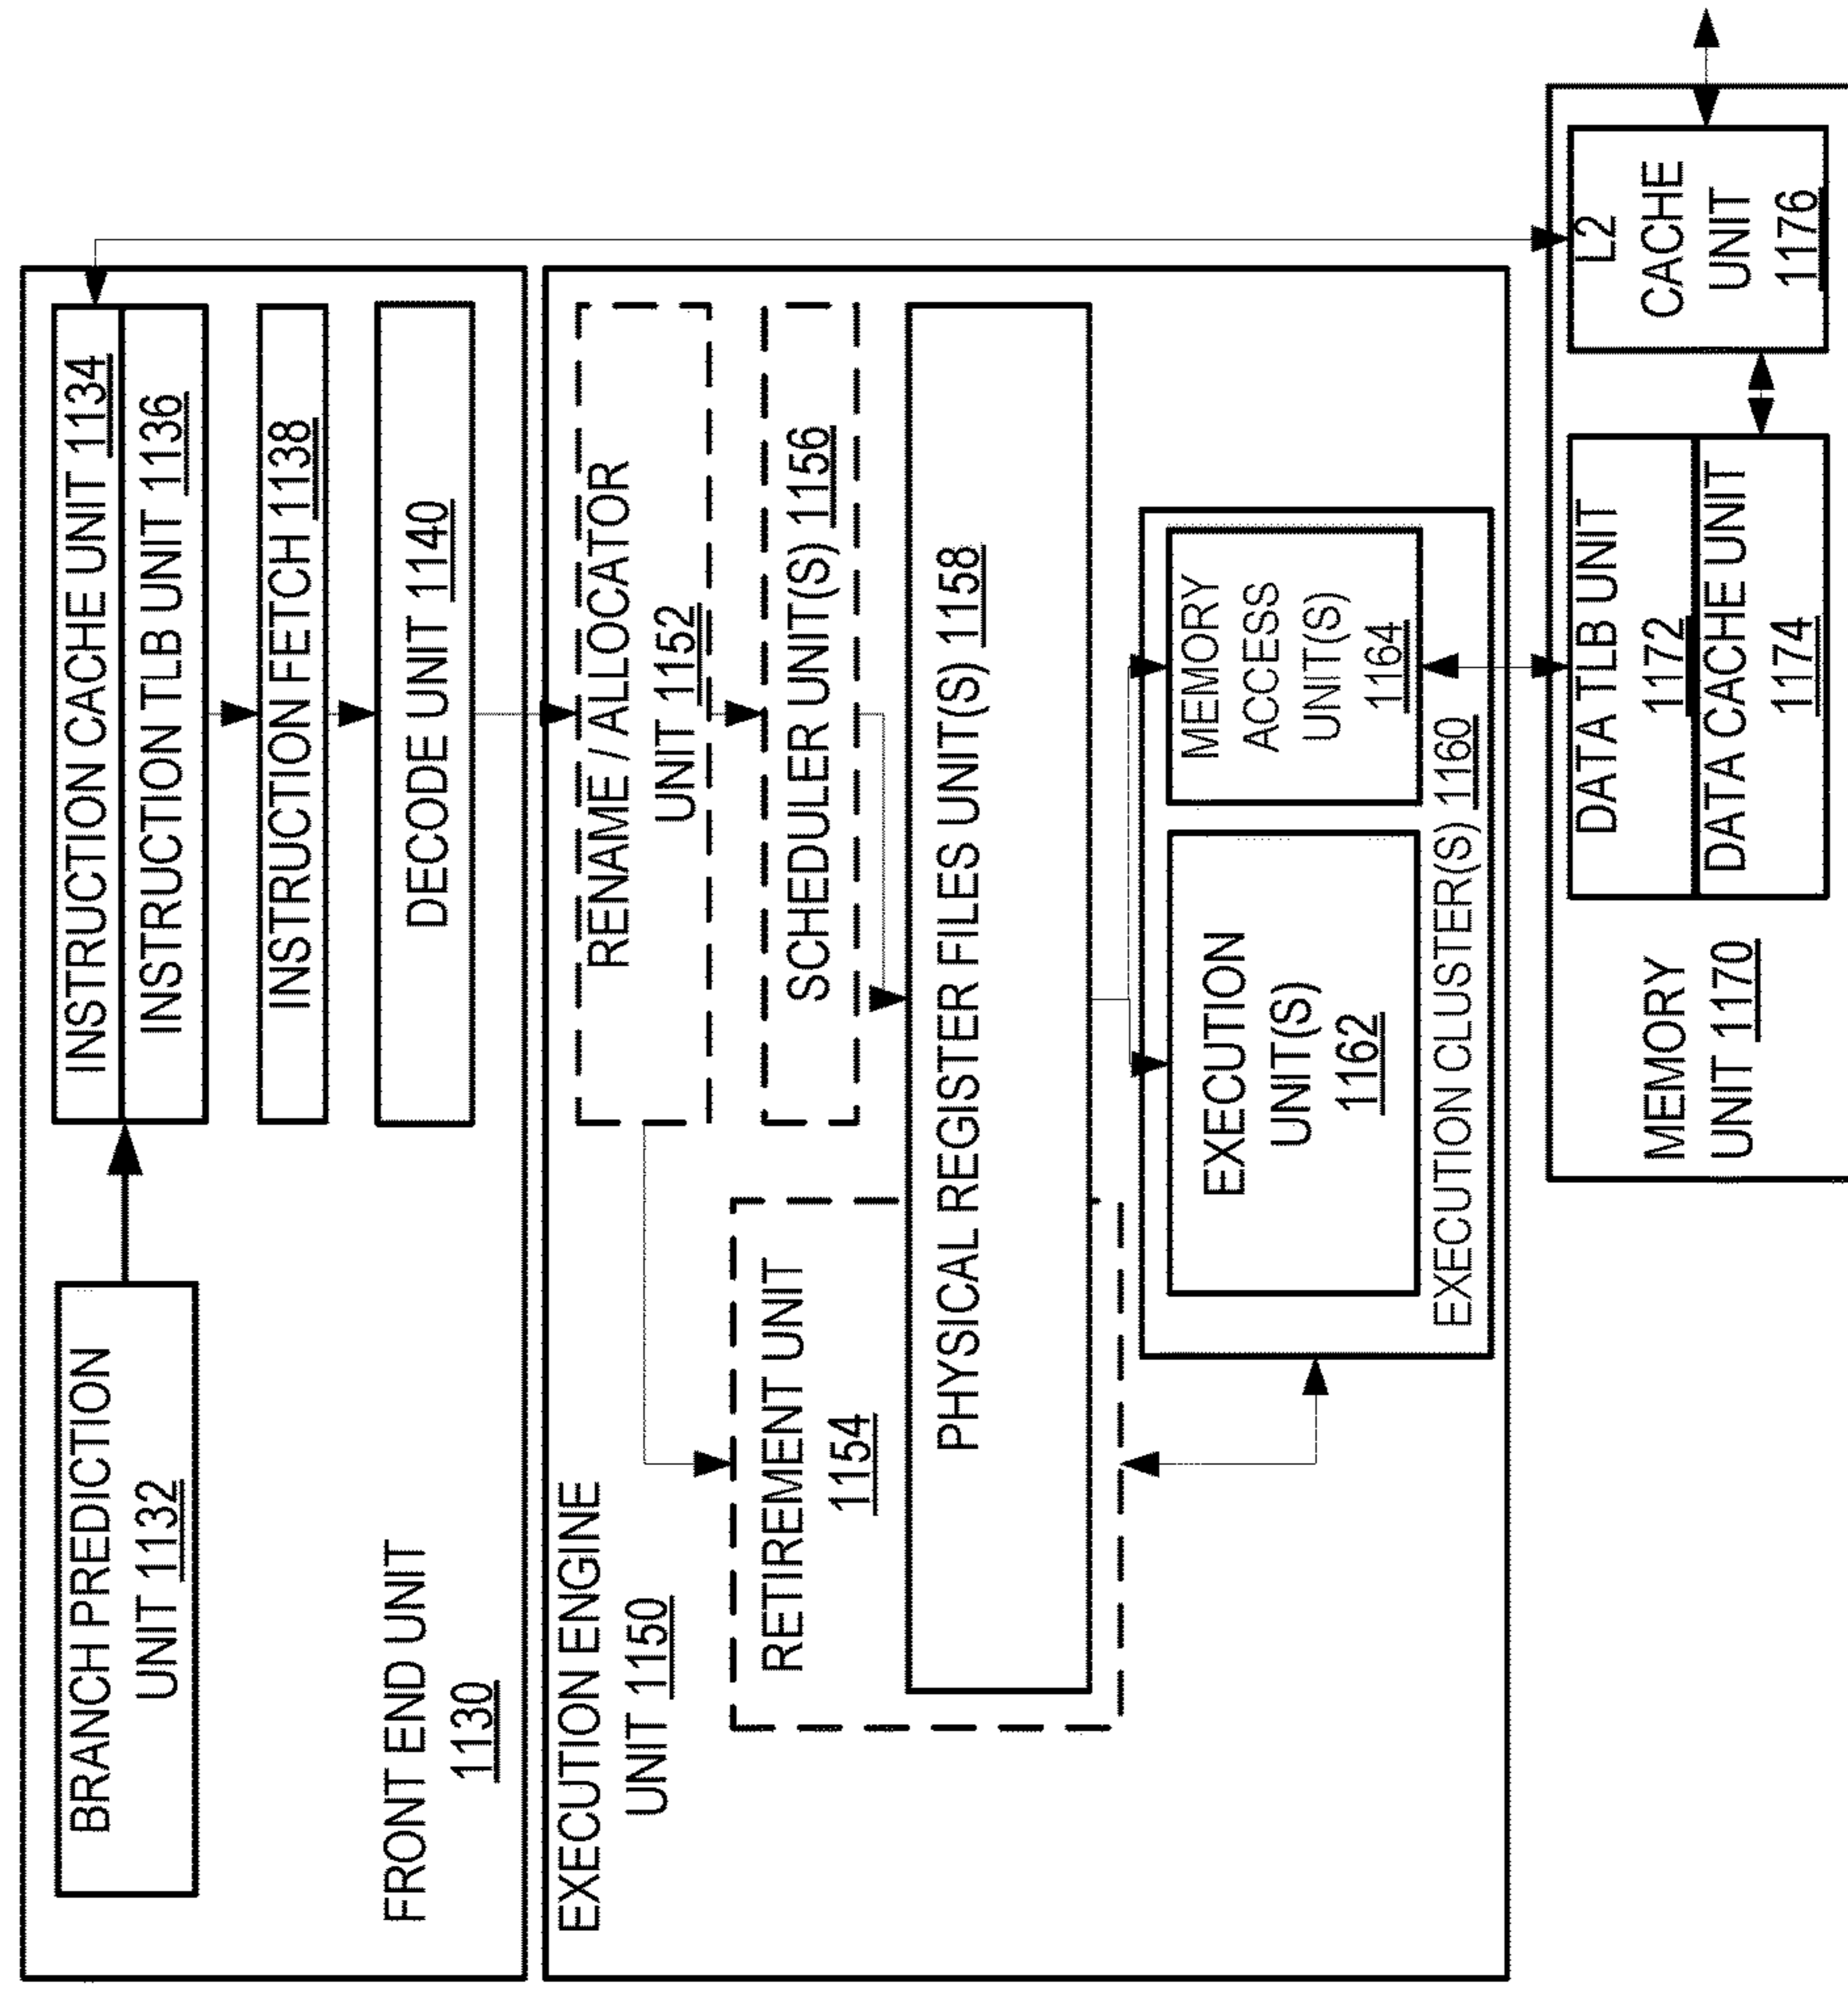 BRANCH PREDICTION
UNIT 1132
INSTRUCTION CACHE UNIT 1134
INSTRUCTION TLB UNIT 1136
INSTRUCTION FETCH 1138
FRONT END UNIT
1130
DECODE UNIT 1140
EXECUTION ENGINE
UNIT 1150
RENAME / ALLOCATOR
UNIT 1152
RETIREMENT UNIT
1154
SCHEDULER UNIT(S) 1156
PHYSICAL REGISTER FILES UNIT(S) 1158
EXECUTION
UNIT(S)
1162
MEMORY
ACCESS
UNIT(S)
1164
EXECUTION CLUSTER(S) 1160
MEMORY
UNIT 1170
DATA TLB UNIT
1172
DATA CACHE UNIT
1174
L2
CACHE
UNIT
1176